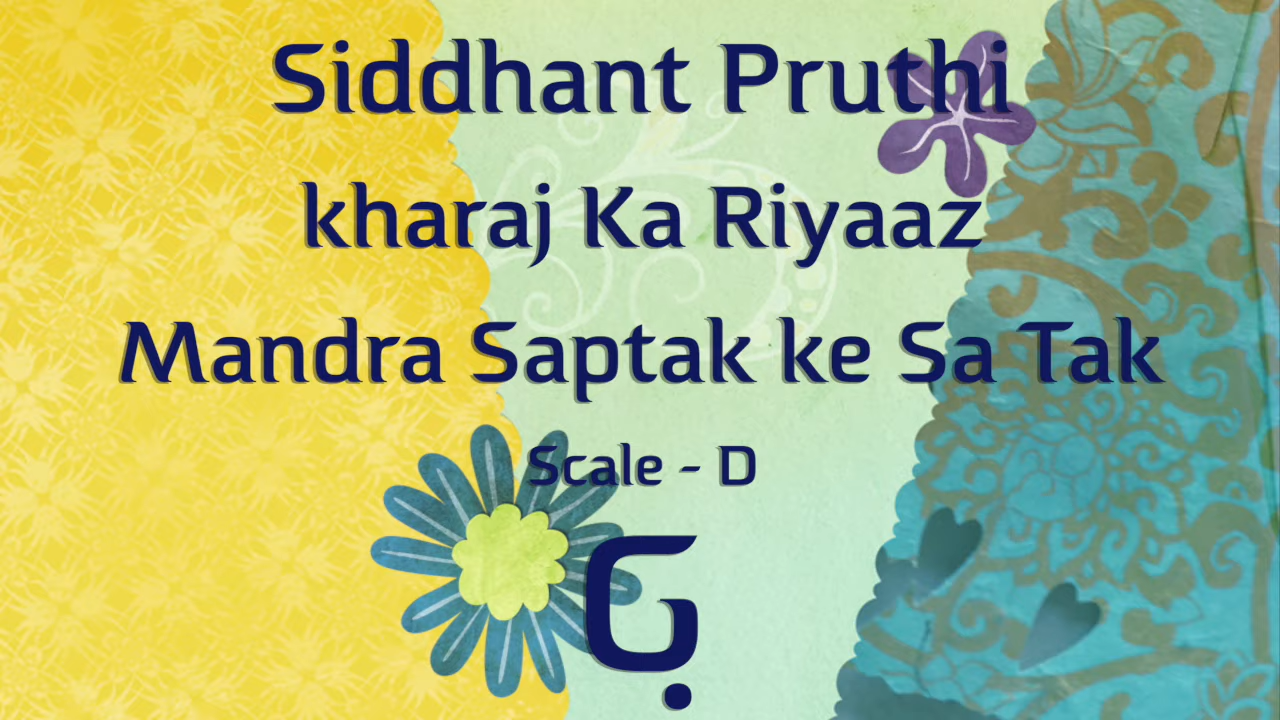 Siddhant Pruthi
kharaj Ka Riyaaz
Mandra Saptak ke Sa Tak
Scale - D
G̣